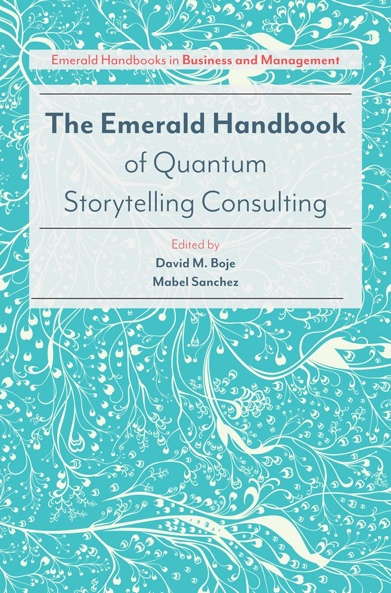 Emerald Handbooks in Business and Management
The Emerald Handbook
of Quantum
Storytelling Consulting
Edited by
David M. Boje
Mabel Sanchez